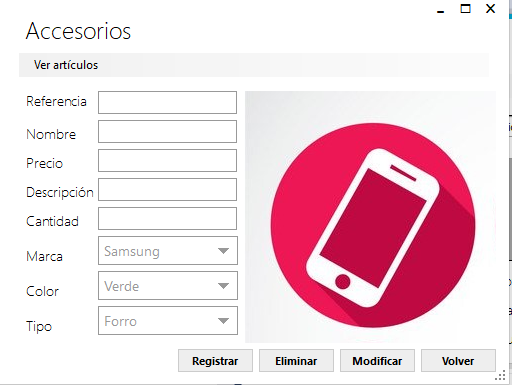 Accesorios
Ver artículos
Referencia
Nombre
Precio
Descripción
Cantidad
Marca Samsung
Color Verde
Tipo Forro
Registrar Eliminar Modificar Volver